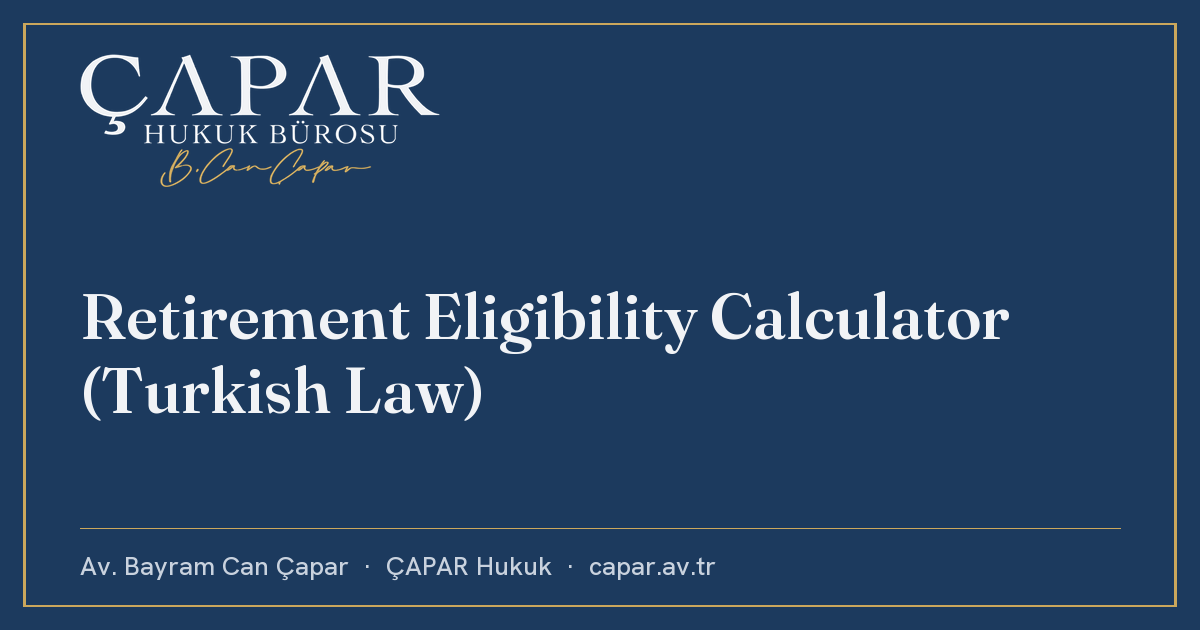 ÇAPAR
HUKUK BÜROSU
B.Can Çapar
Retirement Eligibility Calculator
(Turkish Law)
Av. Bayram Can Çapar · ÇAPAR Hukuk · capar.av.tr